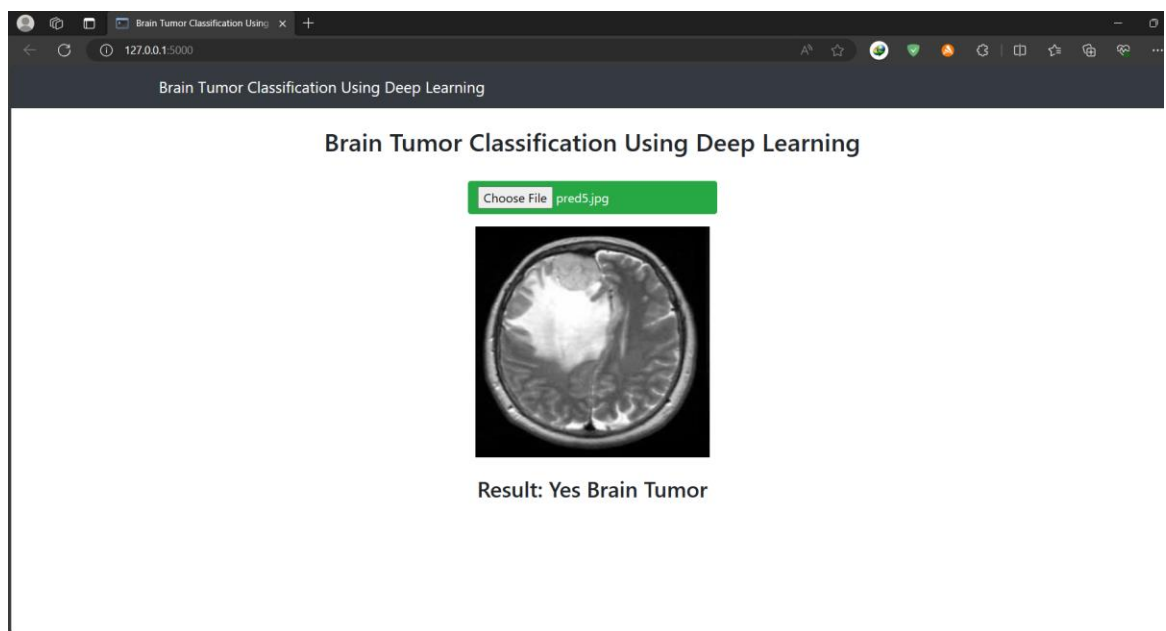 Brain Tumor Classification Using
127.0.0.1:5000
Brain Tumor Classification Using Deep Learning
Brain Tumor Classification Using Deep Learning
Choose File pred5.jpg
Result: Yes Brain Tumor